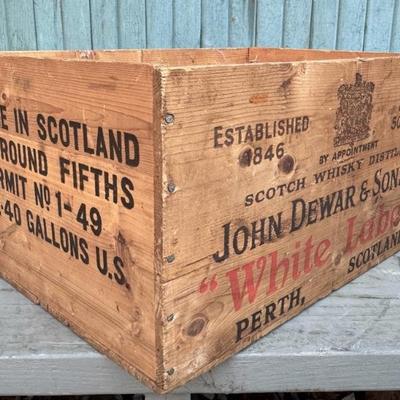 E IN SCOTLAND
ROUND FIFTHS
RMIT Nº 1-49
.40 GALLONS U.S.
ESTABLISHED
1846
BY APPOINTMENT
SCOTCH WHISKY DISTIL
JOHN DEWAR & SON
"White Labe
PERTH,
SCOTLAN